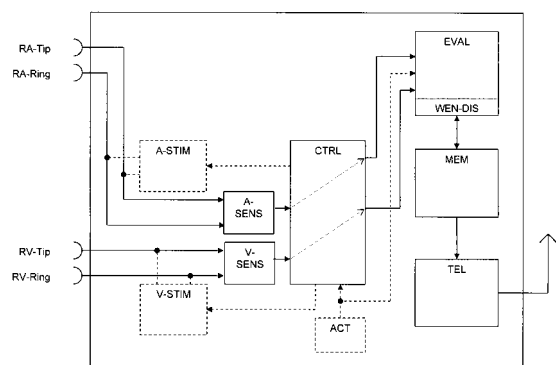 RA-Tip
RA-Ring
EVAL
WEN-DIS
A-STIM
CTRL
MEM
A-
SENS
RV-Tip
RV-Ring
V-
SENS
V-STIM
TEL
ACT